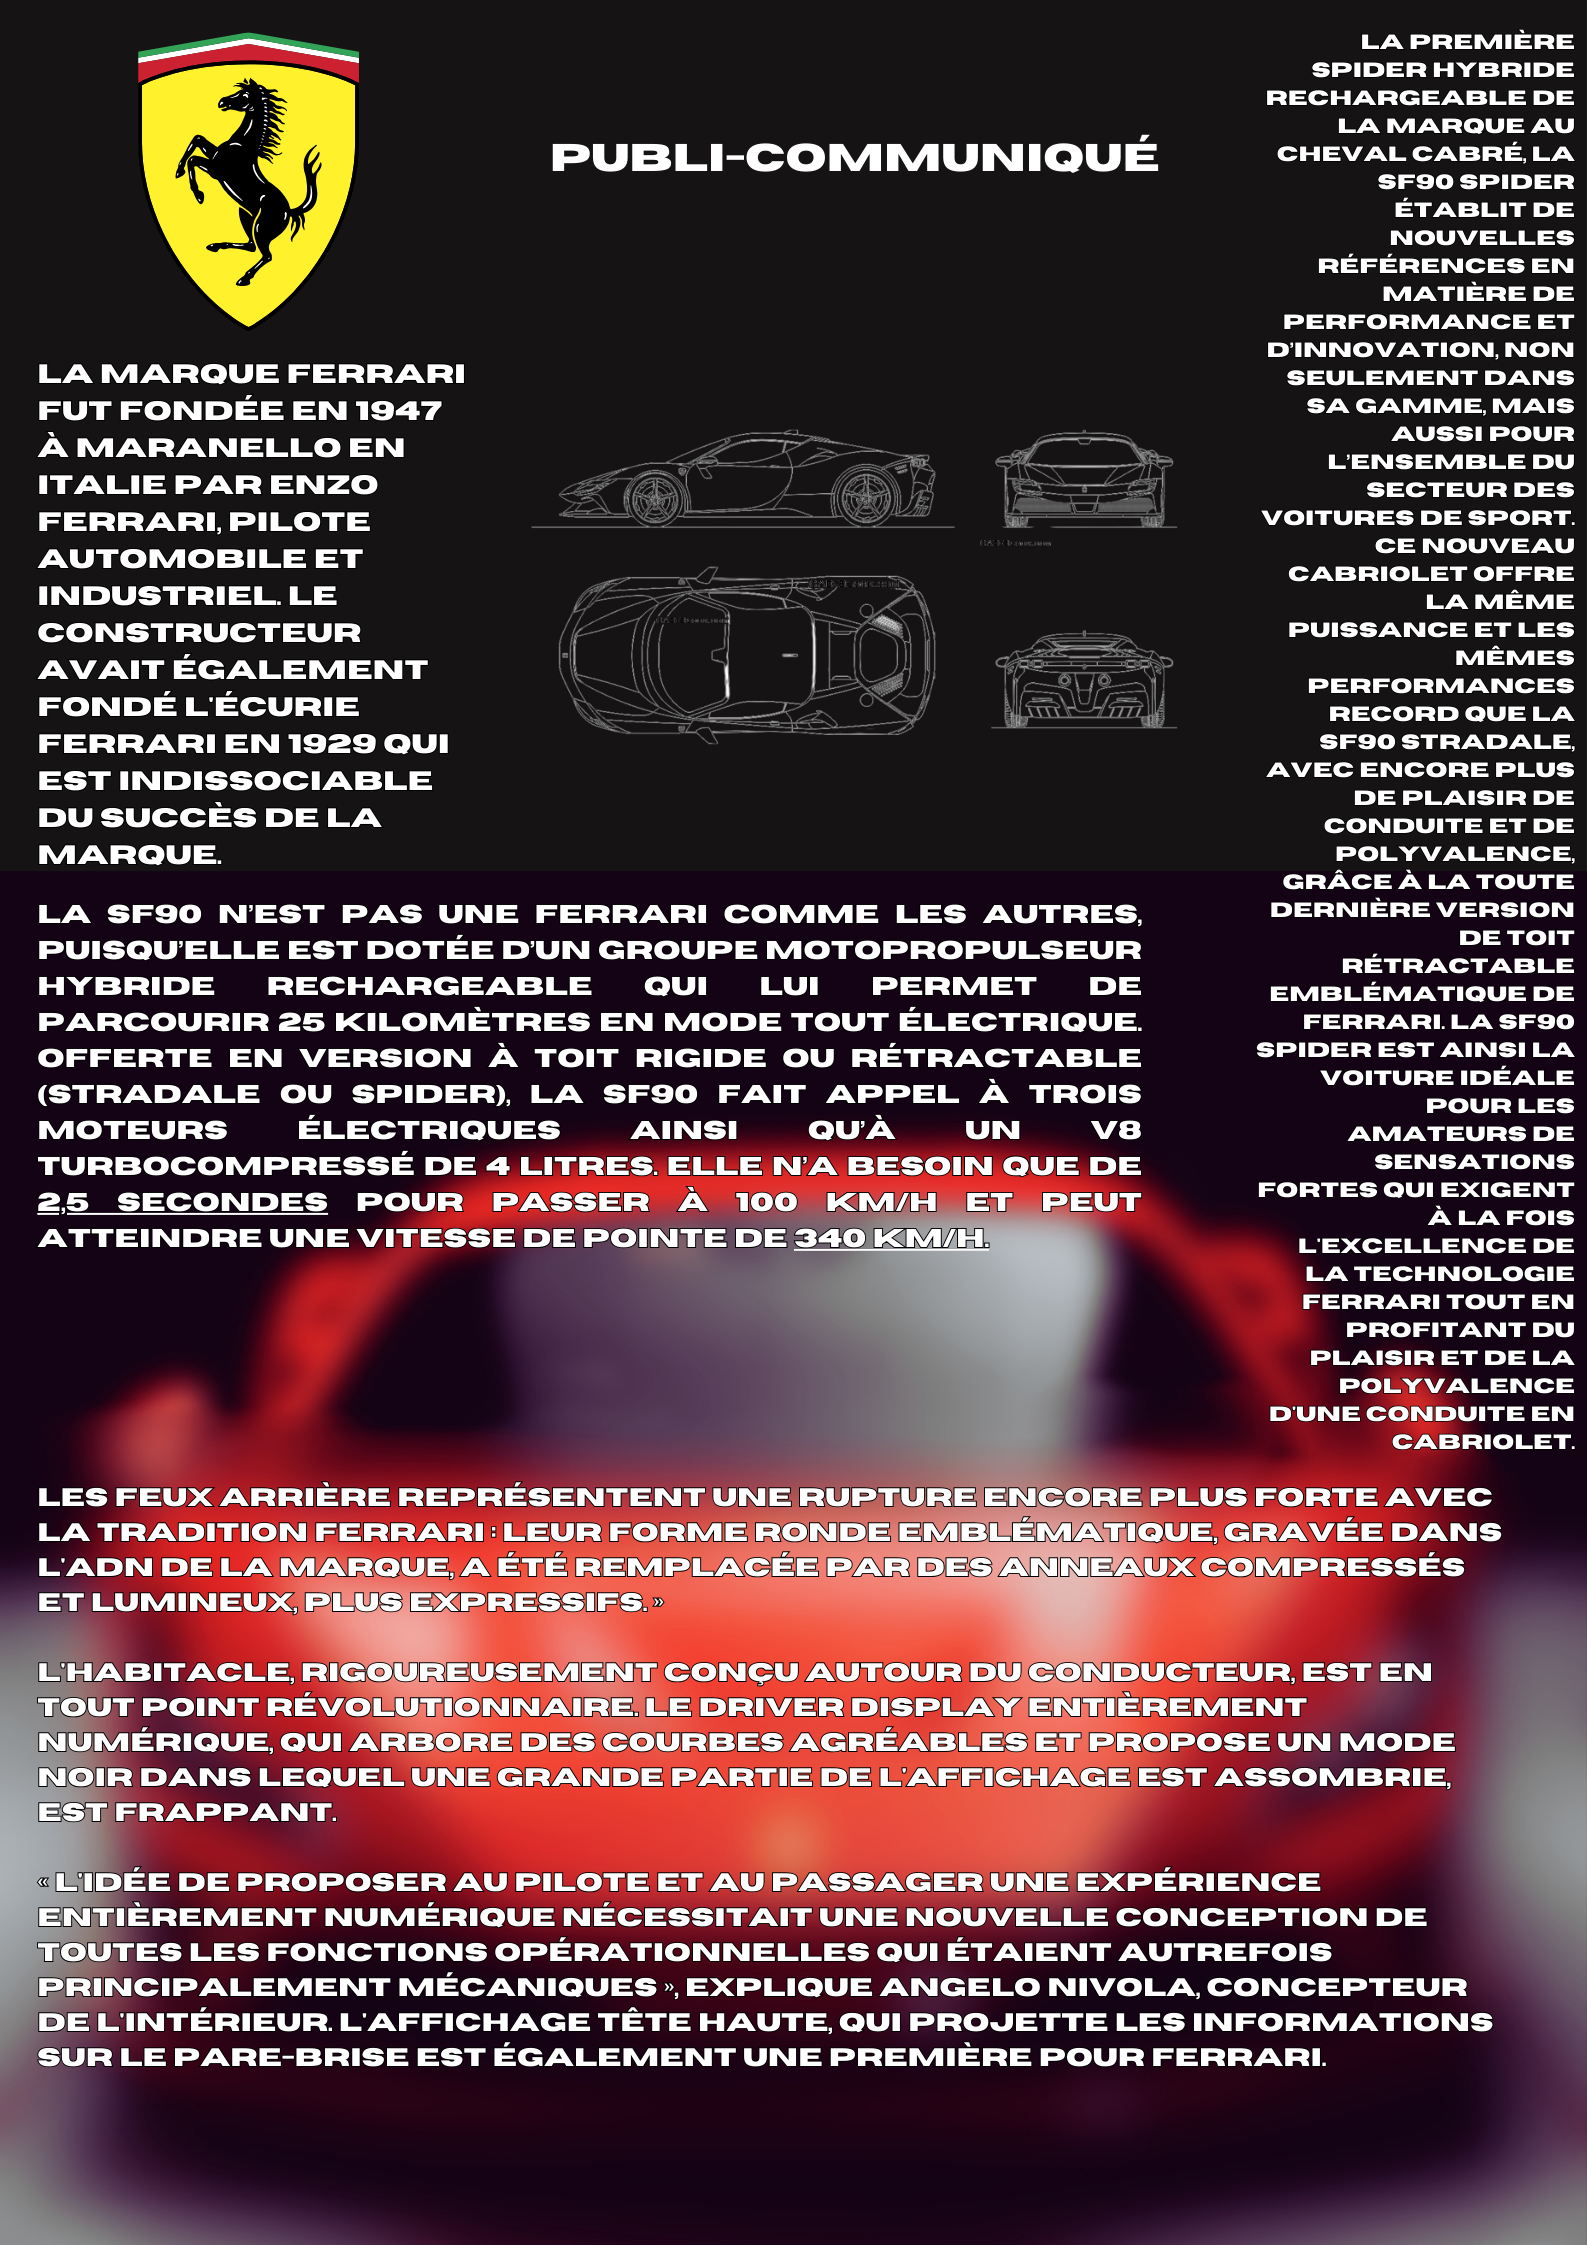 PUBLI-COMMUNIQUÉ
LA MARQUE FERRARI
FUT FONDÉE EN 1947
À MARANELLO EN
ITALIE PAR ENZO
FERRARI, PILOTE
AUTOMOBILE ET
INDUSTRIEL. LE
CONSTRUCTEUR
AVAIT ÉGALEMENT
FONDÉ L'ÉCURIE
FERRARI EN 1929 QUI
EST INDISSOCIABLE
DU SUCCÈS DE LA
MARQUE.
LA PREMIÈRE
SPIDER HYBRIDE
RECHARGEABLE DE
LA MARQUE AU
CHEVAL CABRÉ, LA
SF90 SPIDER
ÉTABLIT DE
NOUVELLES
RÉFÉRENCES EN
MATIÈRE DE
PERFORMANCE ET
D'INNOVATION, NON
SEULEMENT DANS
SA GAMME, MAIS
AUSSI POUR
L'ENSEMBLE DU
SECTEUR DES
VOITURES DE SPORT.
CE NOUVEAU
CABRIOLET OFFRE
LA MÊME
PUISSANCE ET LES
MÊMES
PERFORMANCES
RECORD QUE LA
SF90 STRADALE,
AVEC ENCORE PLUS
DE PLAISIR DE
CONDUITE ET DE
POLYVALENCE,
GRÂCE À LA TOUTE
DERNIÈRE VERSION
DE TOIT
RÉTRACTABLE
EMBLÉMATIQUE DE
FERRARI. LA SF90
SPIDER EST AINSI LA
VOITURE IDÉALE
POUR LES
AMATEURS DE
SENSATIONS
FORTES QUI EXIGENT
À LA FOIS
L'EXCELLENCE DE
LA TECHNOLOGIE
FERRARI TOUT EN
PROFITANT DU
PLAISIR ET DE LA
POLYVALENCE
D'UNE CONDUITE EN
CABRIOLET.
LA SF90 N'EST PAS UNE FERRARI COMME LES AUTRES,
PUISQU'ELLE EST DOTÉE D'UN GROUPE MOTOPROPULSEUR
HYBRIDE RECHARGEABLE QUI LUI PERMET DE
PARCOURIR 25 KILOMÈTRES EN MODE TOUT ÉLECTRIQUE.
OFFERTE EN VERSION À TOIT RIGIDE OU RÉTRACTABLE
(STRADALE OU SPIDER), LA SF90 FAIT APPEL À TROIS
MOTEURS ÉLECTRIQUES AINSI QU'À UN V8
TURBOCOMPRESSÉ DE 4 LITRES. ELLE N'A BESOIN QUE DE
2,5 SECONDES POUR PASSER À 100 KM/H ET PEUT
ATTEINDRE UNE VITESSE DE POINTE DE 340 KM/H.
LES FEUX ARRIÈRE REPRÉSENTENT UNE RUPTURE ENCORE PLUS FORTE AVEC
LA TRADITION FERRARI : LEUR FORME RONDE EMBLÉMATIQUE, GRAVÉE DANS
L'ADN DE LA MARQUE, A ÉTÉ REMPLACÉE PAR DES ANNEAUX COMPRESSÉS
ET LUMINEUX, PLUS EXPRESSIFS. »
L'HABITACLE, RIGOUREUSEMENT CONÇU AUTOUR DU CONDUCTEUR, EST EN
TOUT POINT RÉVOLUTIONNAIRE. LE DRIVER DISPLAY ENTIÈREMENT
NUMÉRIQUE, QUI ARBORE DES COURBES AGRÉABLES ET PROPOSE UN MODE
NOIR DANS LEQUEL UNE GRANDE PARTIE DE L'AFFICHAGE EST ASSOMBRIE,
EST FRAPPANT.
« L'IDÉE DE PROPOSER AU PILOTE ET AU PASSAGER UNE EXPÉRIENCE
ENTIÈREMENT NUMÉRIQUE NÉCESSITAIT UNE NOUVELLE CONCEPTION DE
TOUTES LES FONCTIONS OPÉRATIONNELLES QUI ÉTAIENT AUTREFOIS
PRINCIPALEMENT MÉCANIQUES », EXPLIQUE ANGELO NIVOLA, CONCEPTEUR
DE L'INTÉRIEUR. L'AFFICHAGE TÊTE HAUTE, QUI PROJETTE LES INFORMATIONS
SUR LE PARE-BRISE EST ÉGALEMENT UNE PREMIÈRE POUR FERRARI.